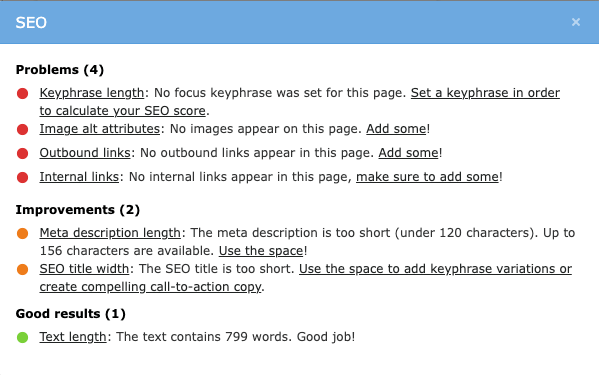 SEO
×
Problems (4)
Keyphrase length: No focus keyphrase was set for this page. Set a keyphrase in order
to calculate your SEO score.
Image alt attributes: No images appear on this page. Add some!
Outbound links: No outbound links appear in this page. Add some!
Internal links: No internal links appear in this page, make sure to add some!
Improvements (2)
Meta description length: The meta description is too short (under 120 characters). Up to
156 characters are available. Use the space!
SEO title width: The SEO title is too short. Use the space to add keyphrase variations or
create compelling call-to-action copy.
Good results (1)
Text length: The text contains 799 words. Good job!